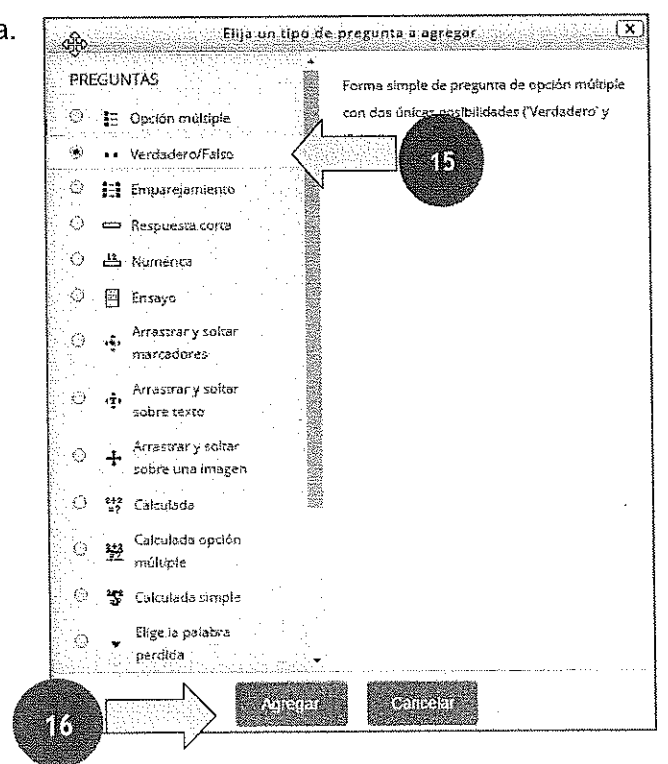 a.
Elija un tipo de pregunta a agregar
X
PREGUNTAS
Opción múltiple
Verdadero/Falso
Emparejamiento
Respuesta corta
Numérica
Ensayo
Arrastrar y soltar
marcadores
Arrastrar y soltar
sobre texto
Arrastrar y soltar
sobre una imagen
Calculada
Calculada opción
múltiple
Calculada simple
Elige la palabra
perdida
Forma simple de pregunta de opción múltiple
con dos únicas posibilidades ('Verdadero' y
15
16
Agregar
Cancelar